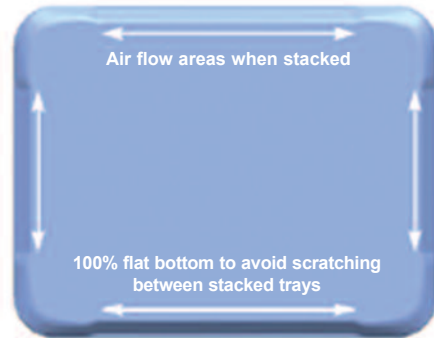 Air flow areas when stacked
100% flat bottom to avoid scratching
between stacked trays